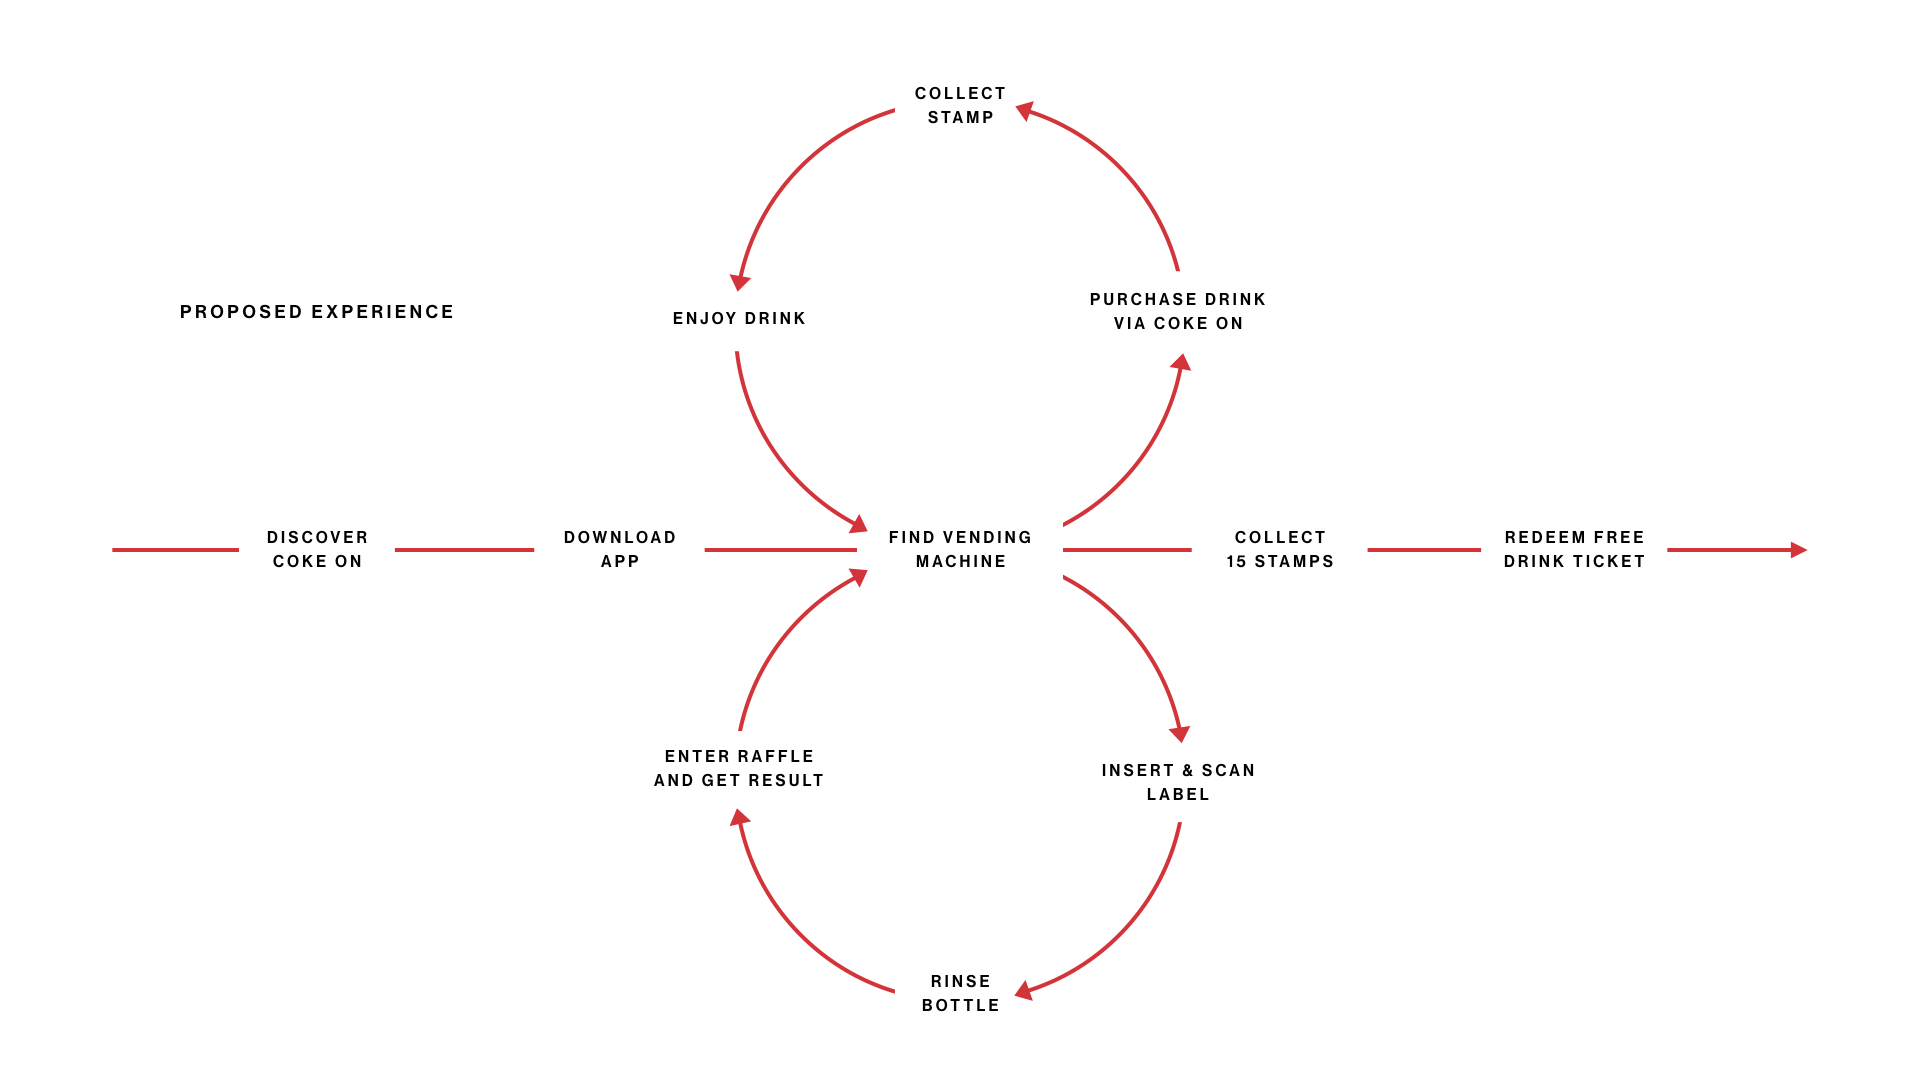 COLLECT
STAMP
PROPOSED EXPERIENCE
ENJOY DRINK
PURCHASE DRINK
VIA COKE ON
DISCOVER
COKE ON
DOWNLOAD
APP
FIND VENDING
MACHINE
COLLECT
15 STAMPS
REDEEM FREE
DRINK TICKET
ENTER RAFFLE
AND GET RESULT
INSERT & SCAN
LABEL
RINSE
BOTTLE